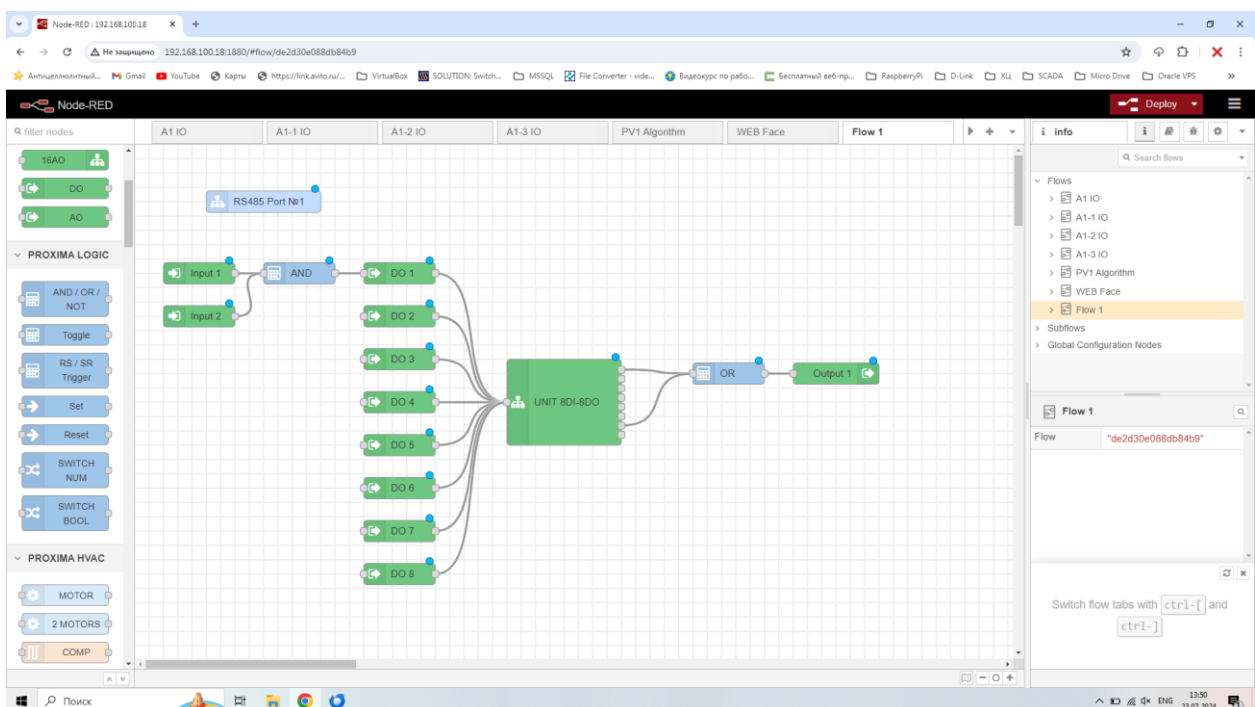 Node-RED : 192.168.100.18
Не защищено 192.168.100.18:1880/#flow/de2d30e088db84b9
Антицеллюлитный... Gmail YouTube Карты https://link.avito.ru/... VirtualBox SOLUTION: Switch... MSSQL File Converter - vide... Видеокурс по рабо... Бесплатный веб-пр... RaspberryPi D-Link ХЦ SCADA Micro Drive Oracle VPS
Node-RED Deploy
filter nodes A1 IO A1-1 IO A1-2 IO A1-3 IO PV1 Algorithm WEB Face Flow 1 i info
16AO
DO
AO
PROXIMA LOGIC
AND / OR /
NOT
Toggle
RS / SR
Trigger
Set
Reset
SWITCH
NUM
SWITCH
BOOL
PROXIMA HVAC
MOTOR
2 MOTORS
COMP
RS485 Port №1
Input 1 AND DO 1
Input 2 DO 2
DO 3
DO 4
DO 5
DO 6
DO 7
DO 8
UNIT 8DI-8DO
OR Output 1
Search flows
Flows
A1 IO
A1-1 IO
A1-2 IO
A1-3 IO
PV1 Algorithm
WEB Face
Flow 1
Subflows
Global Configuration Nodes
Flow 1
Flow "de2d30e088db84b9"
Switch flow tabs with ctrl-[ and
ctrl-]
Поиск
ENG 13:50
23.07.2024